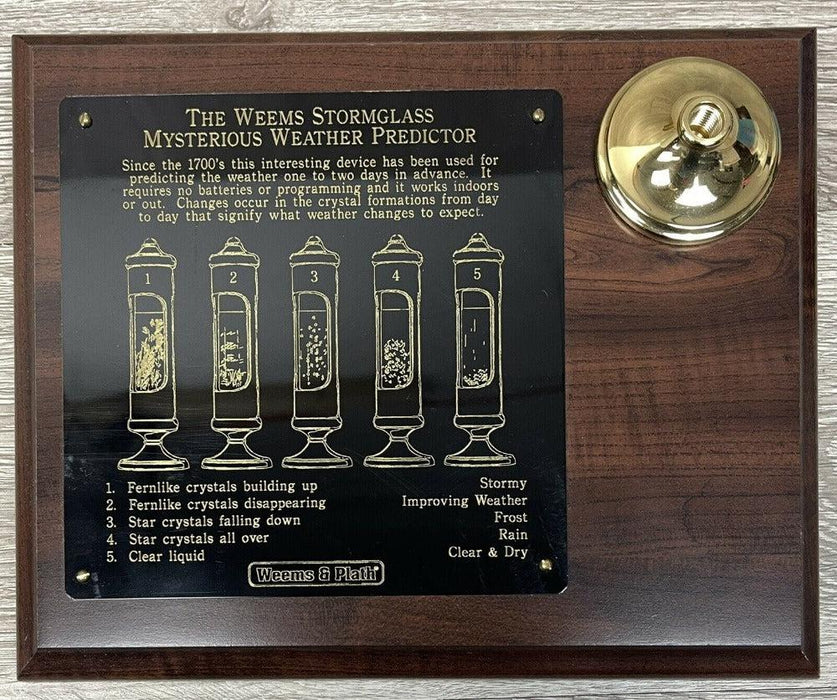 THE WEEMS STORMGLASS
MYSTERIOUS WEATHER PREDICTOR
Since the 1700's this interesting device has been used for
predicting the weather one to two days in advance. It
requires no batteries or programming and it works indoors
or out. Changes occur in the crystal formations from day
to day that signify what weather changes to expect.
1 2 3 4 5
1. Fernlike crystals building up Stormy
2. Fernlike crystals disappearing Improving Weather
3. Star crystals falling down Frost
4. Star crystals all over Rain
5. Clear liquid Clear & Dry
Weems & Plath